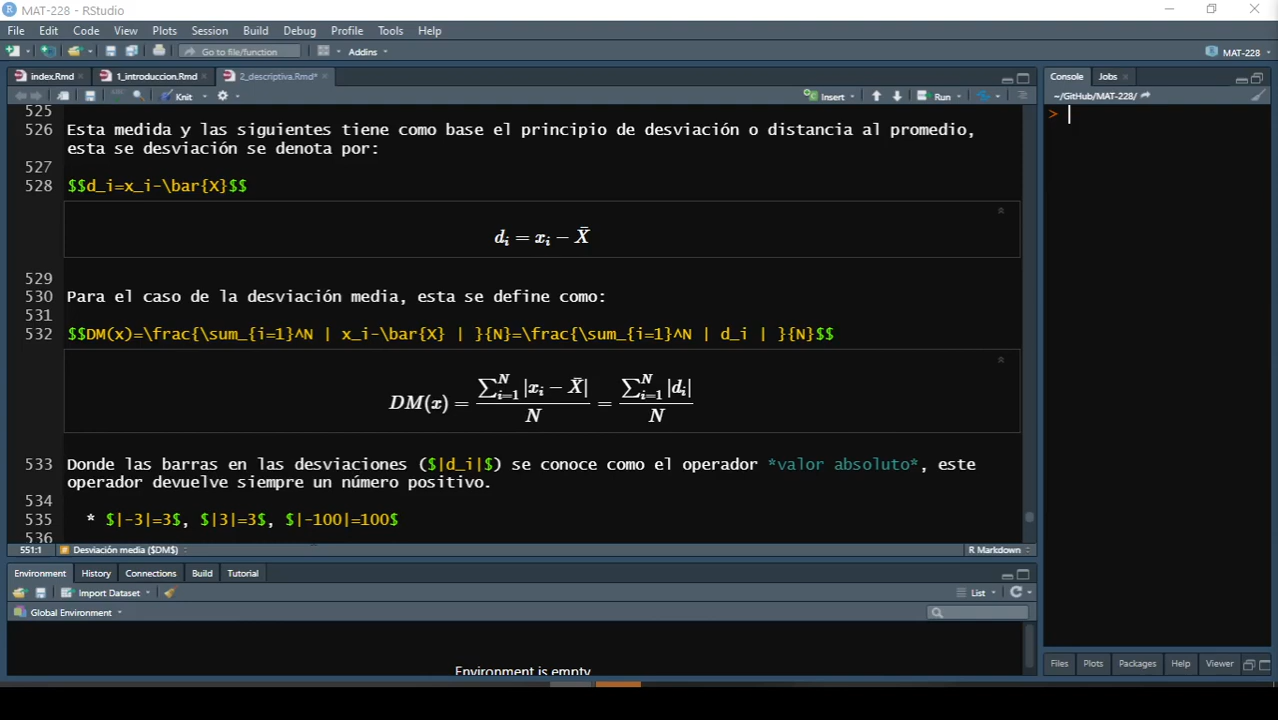 MAT-228 - RStudio
File Edit Code View Plots Session Build Debug Profile Tools Help
Go to file/function Addins MAT-228
index.Rmd 1_introduccion.Rmd 2_descriptiva.Rmd* Console Jobs
Knit Insert Run ~/GitHub/MAT-228/
>
525
526 Esta medida y las siguientes tiene como base el principio de desviación o distancia al promedio,
esta se desviación se denota por:
527
528 $$d_i=x_i-\bar{X}$$
d_i = x_i − X̄
529
530 Para el caso de la desviación media, esta se define como:
531
532 $$DM(x)=\frac{\sum_{i=1}^N | x_i-\bar{X} | }{N}=\frac{\sum_{i=1}^N | d_i | }{N}$$
DM(x) = ∑_{i=1}^N |x_i − X̄| / N = ∑_{i=1}^N |d_i| / N
533 Donde las barras en las desviaciones ($|d_i|$) se conoce como el operador *valor absoluto*, este
operador devuelve siempre un número positivo.
534
535 * $|-3|=3$, $|3|=3$, $|-100|=100$
536
551:1 Desviación media ($DM$) R Markdown
Environment History Connections Build Tutorial
Import Dataset List
Global Environment
Environment is empty
Files Plots Packages Help Viewer